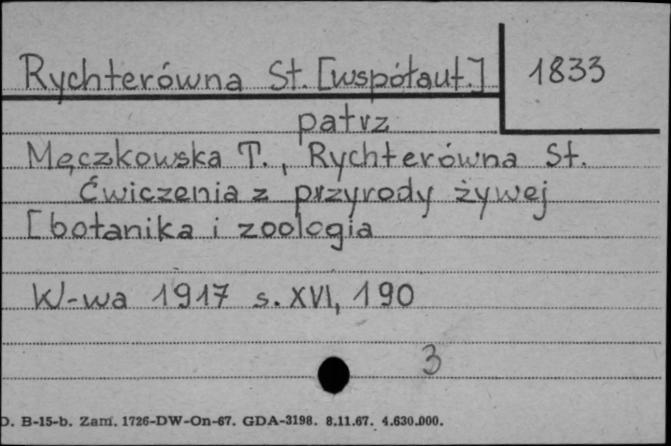 Rychterówna St. [współaut.] 1833
patrz
Męczkowska T., Rychterówna St.
Ćwiczenia z przyrody żywej
[botanika i zoologia
W-wa 1917 s. XVI, 190
3
D. B-15-b. Zam. 1726-DW-On-67. GDA-3198. 8.11.67. 4.630.000.